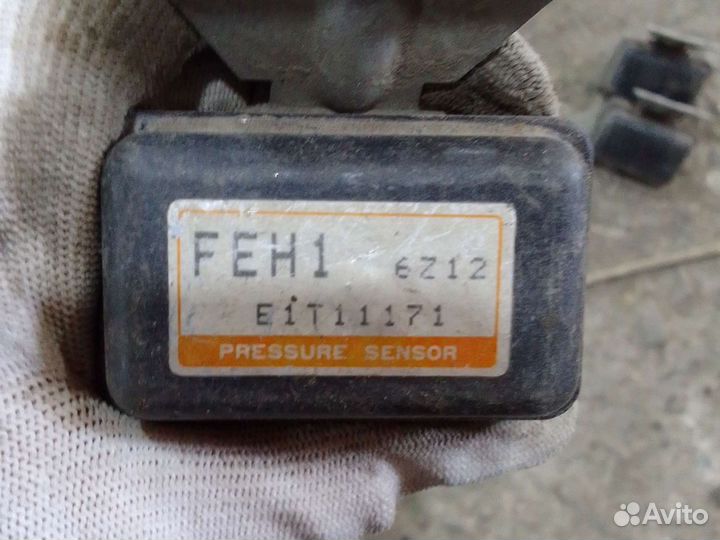 FEH1 6Z12
E1T11171
PRESSURE SENSOR
Avito